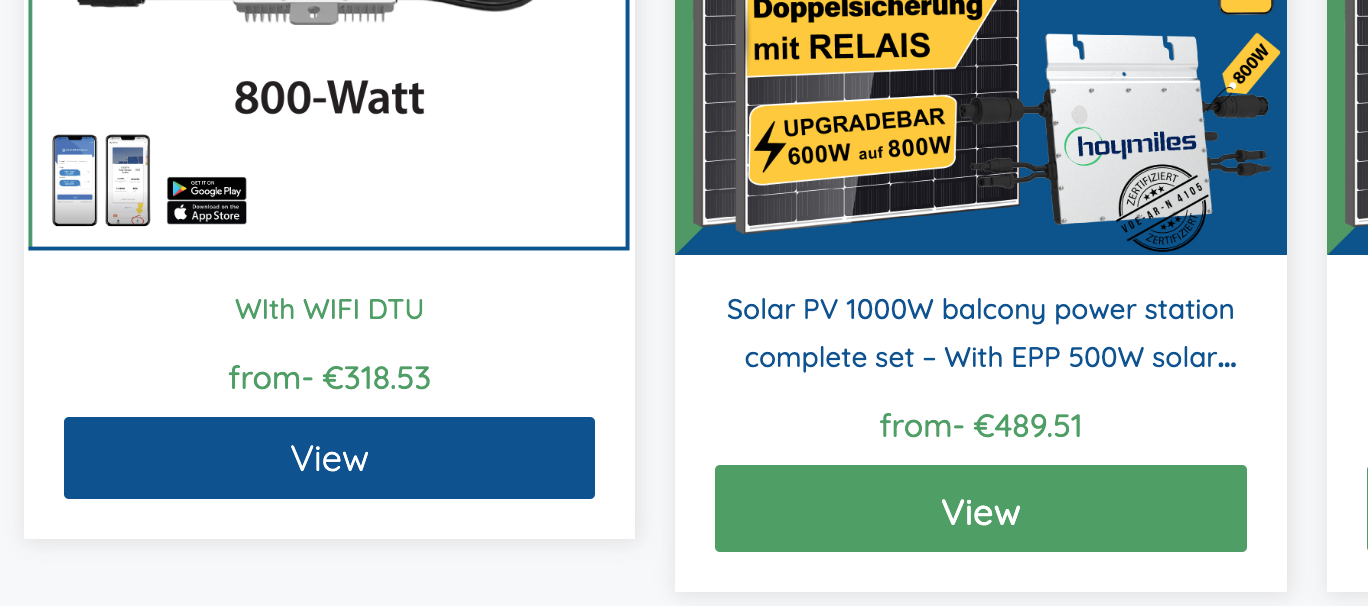 800-Watt
GET IT ON
Google Play
Download on the
App Store
WIth WIFI DTU
from- €318.53
View
Doppelsicherung
mit RELAIS
UPGRADEBAR
600W auf 800W
800W
hoymiles
ZERTIFIZIERT
VDE-AR-N 4105
ZERTIFIZIERT
Solar PV 1000W balcony power station
complete set – With EPP 500W solar...
from- €489.51
View